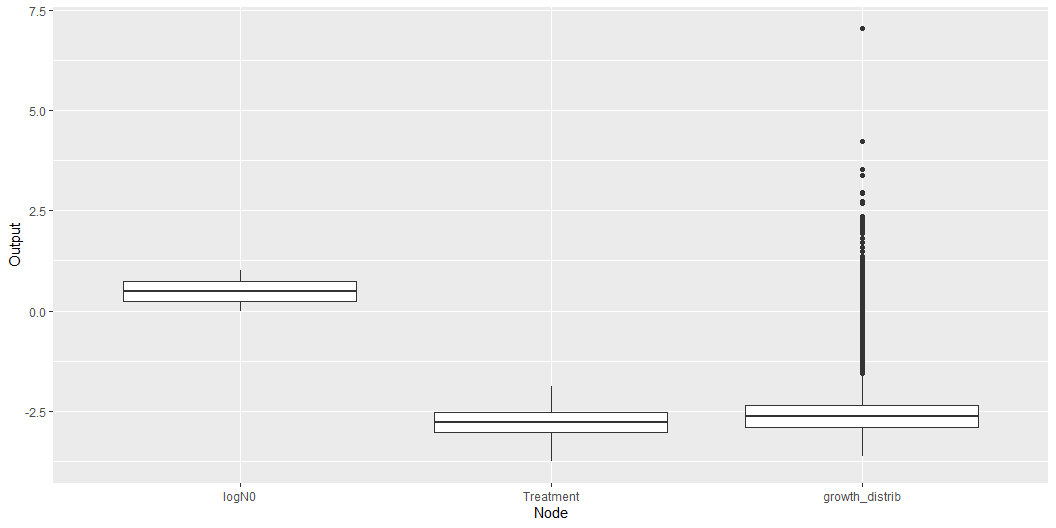 7.5
5.0
2.5
0.0
-2.5
Output
logN0
Treatment
growth_distrib
Node